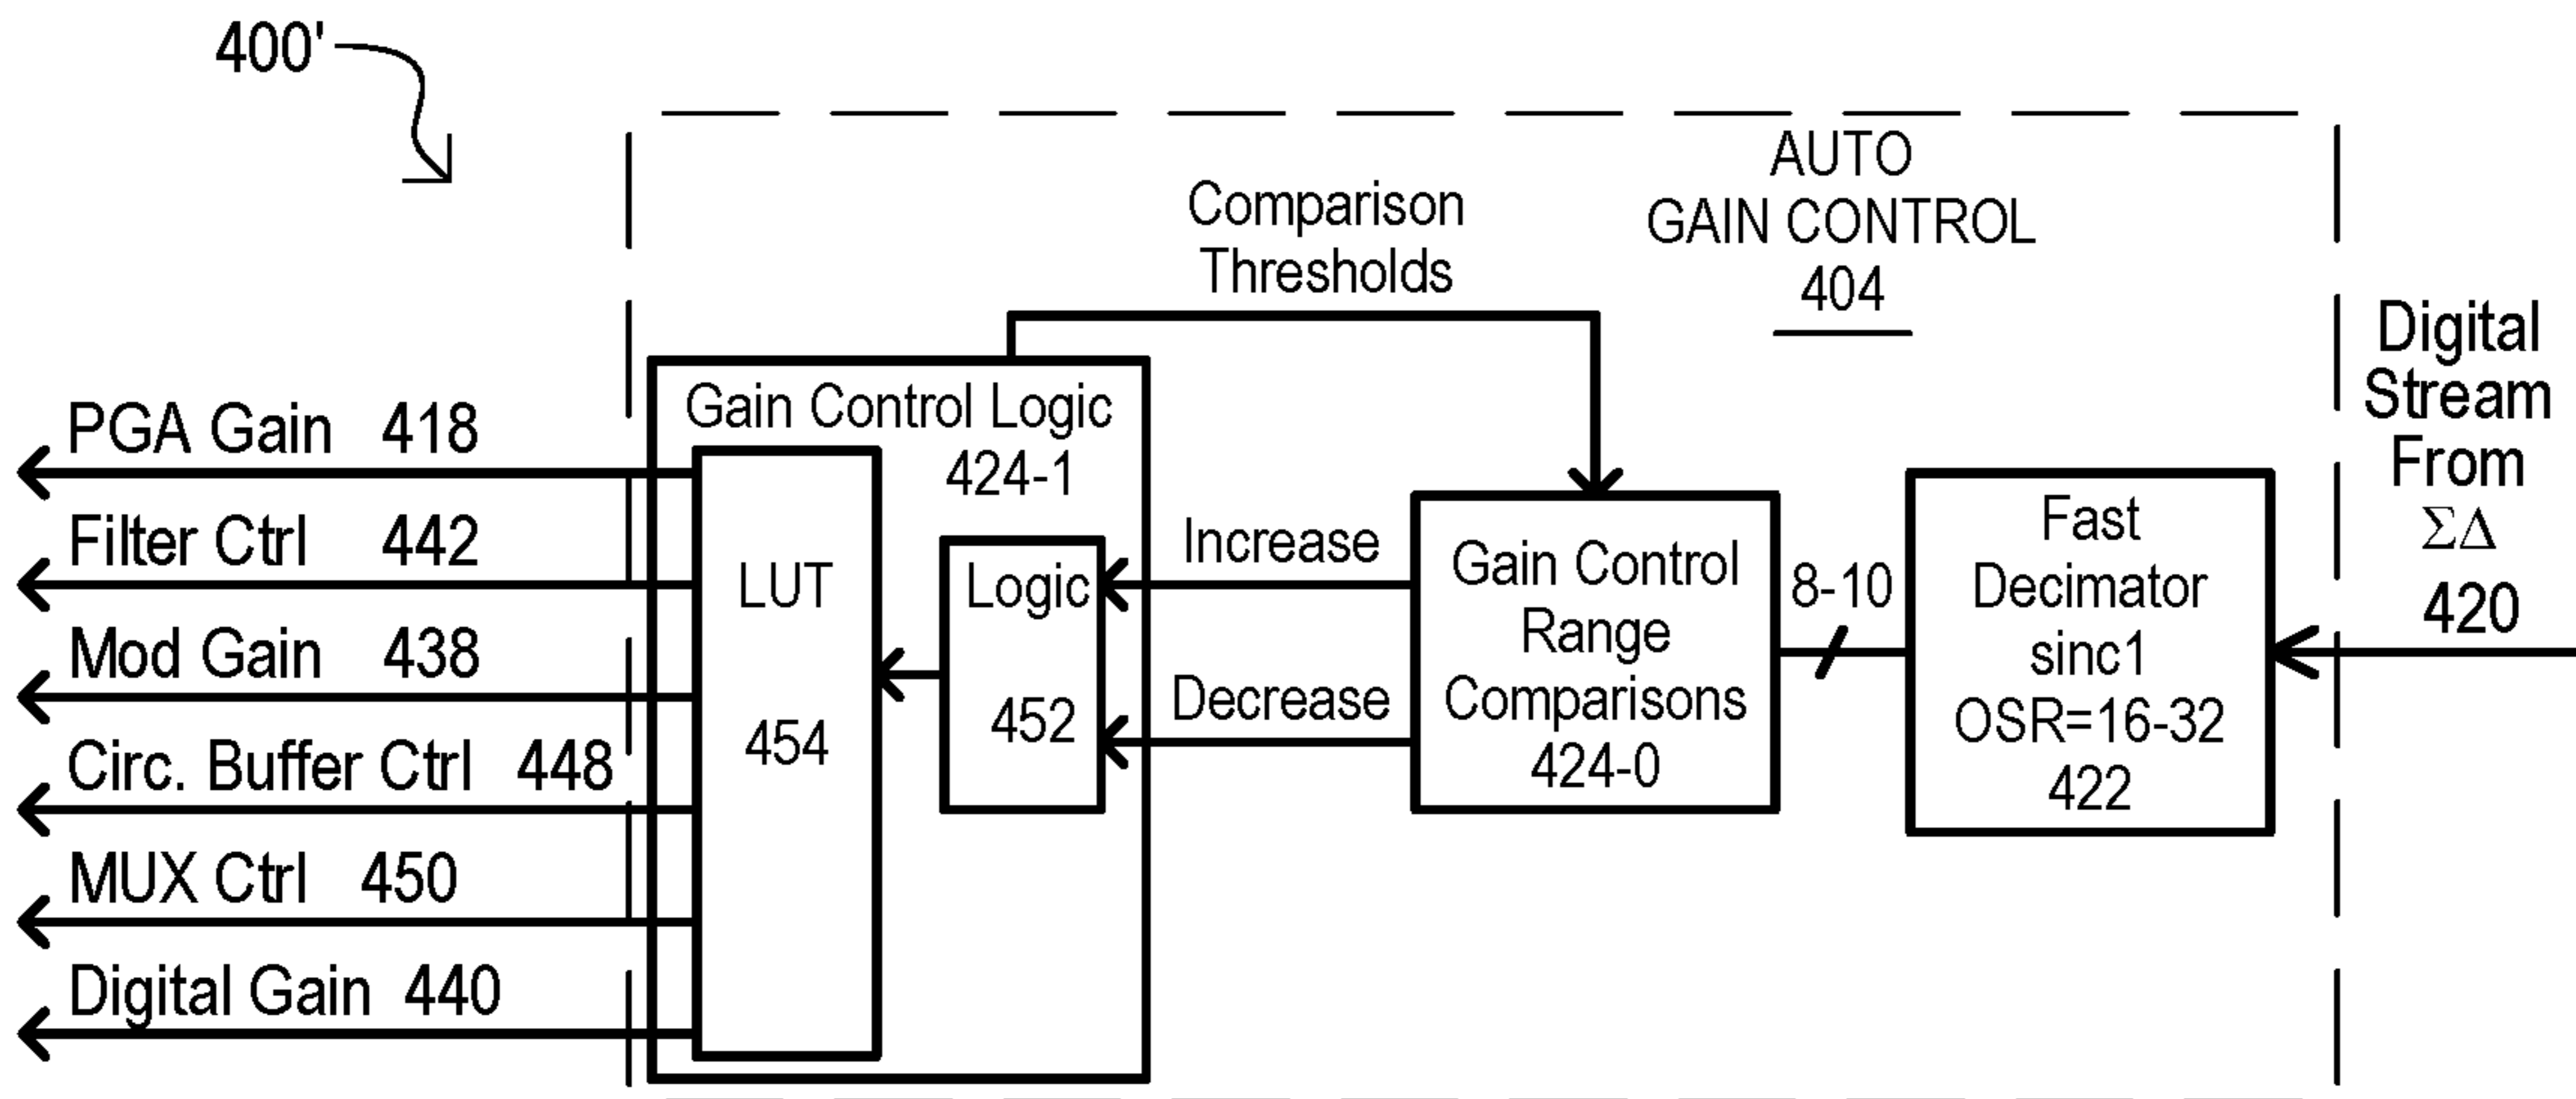 400'
AUTO
GAIN CONTROL
404
Comparison
Thresholds
Digital
Stream
From
ΣΔ
420
PGA Gain 418
Filter Ctrl 442
Mod Gain 438
Circ. Buffer Ctrl 448
MUX Ctrl 450
Digital Gain 440
Gain Control Logic
424-1
LUT
454
Logic
452
Increase
Decrease
Gain Control
Range
Comparisons
424-0
8-10
Fast
Decimator
sinc1
OSR=16-32
422